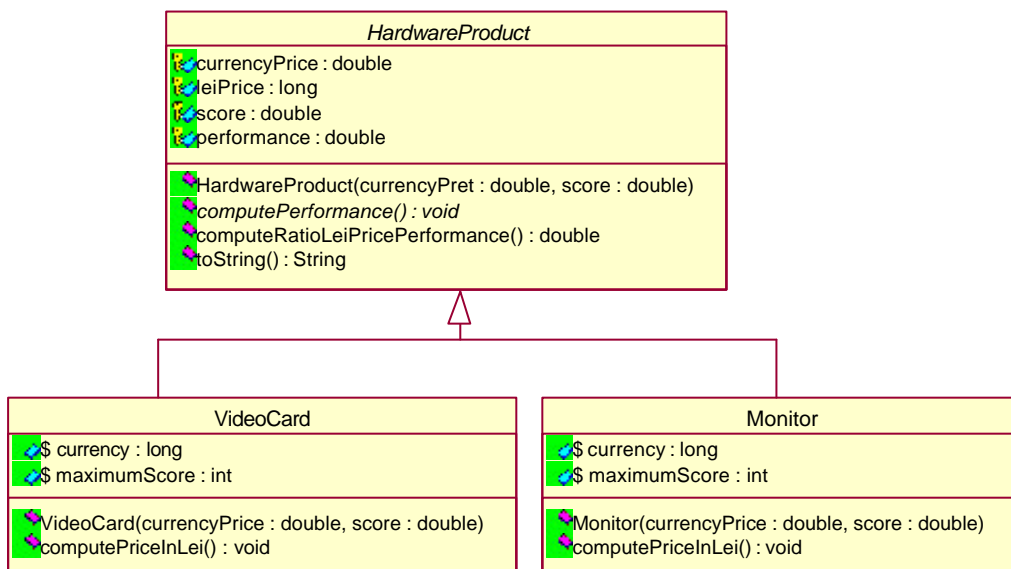 HardwareProduct
currencyPrice : double
leiPrice : long
score : double
performance : double
HardwareProduct(currencyPret : double, score : double)
computePerformance() : void
computeRatioLeiPricePerformance() : double
toString() : String
VideoCard
$ currency : long
$ maximumScore : int
VideoCard(currencyPrice : double, score : double)
computePriceInLei() : void
Monitor
$ currency : long
$ maximumScore : int
Monitor(currencyPrice : double, score : double)
computePriceInLei() : void